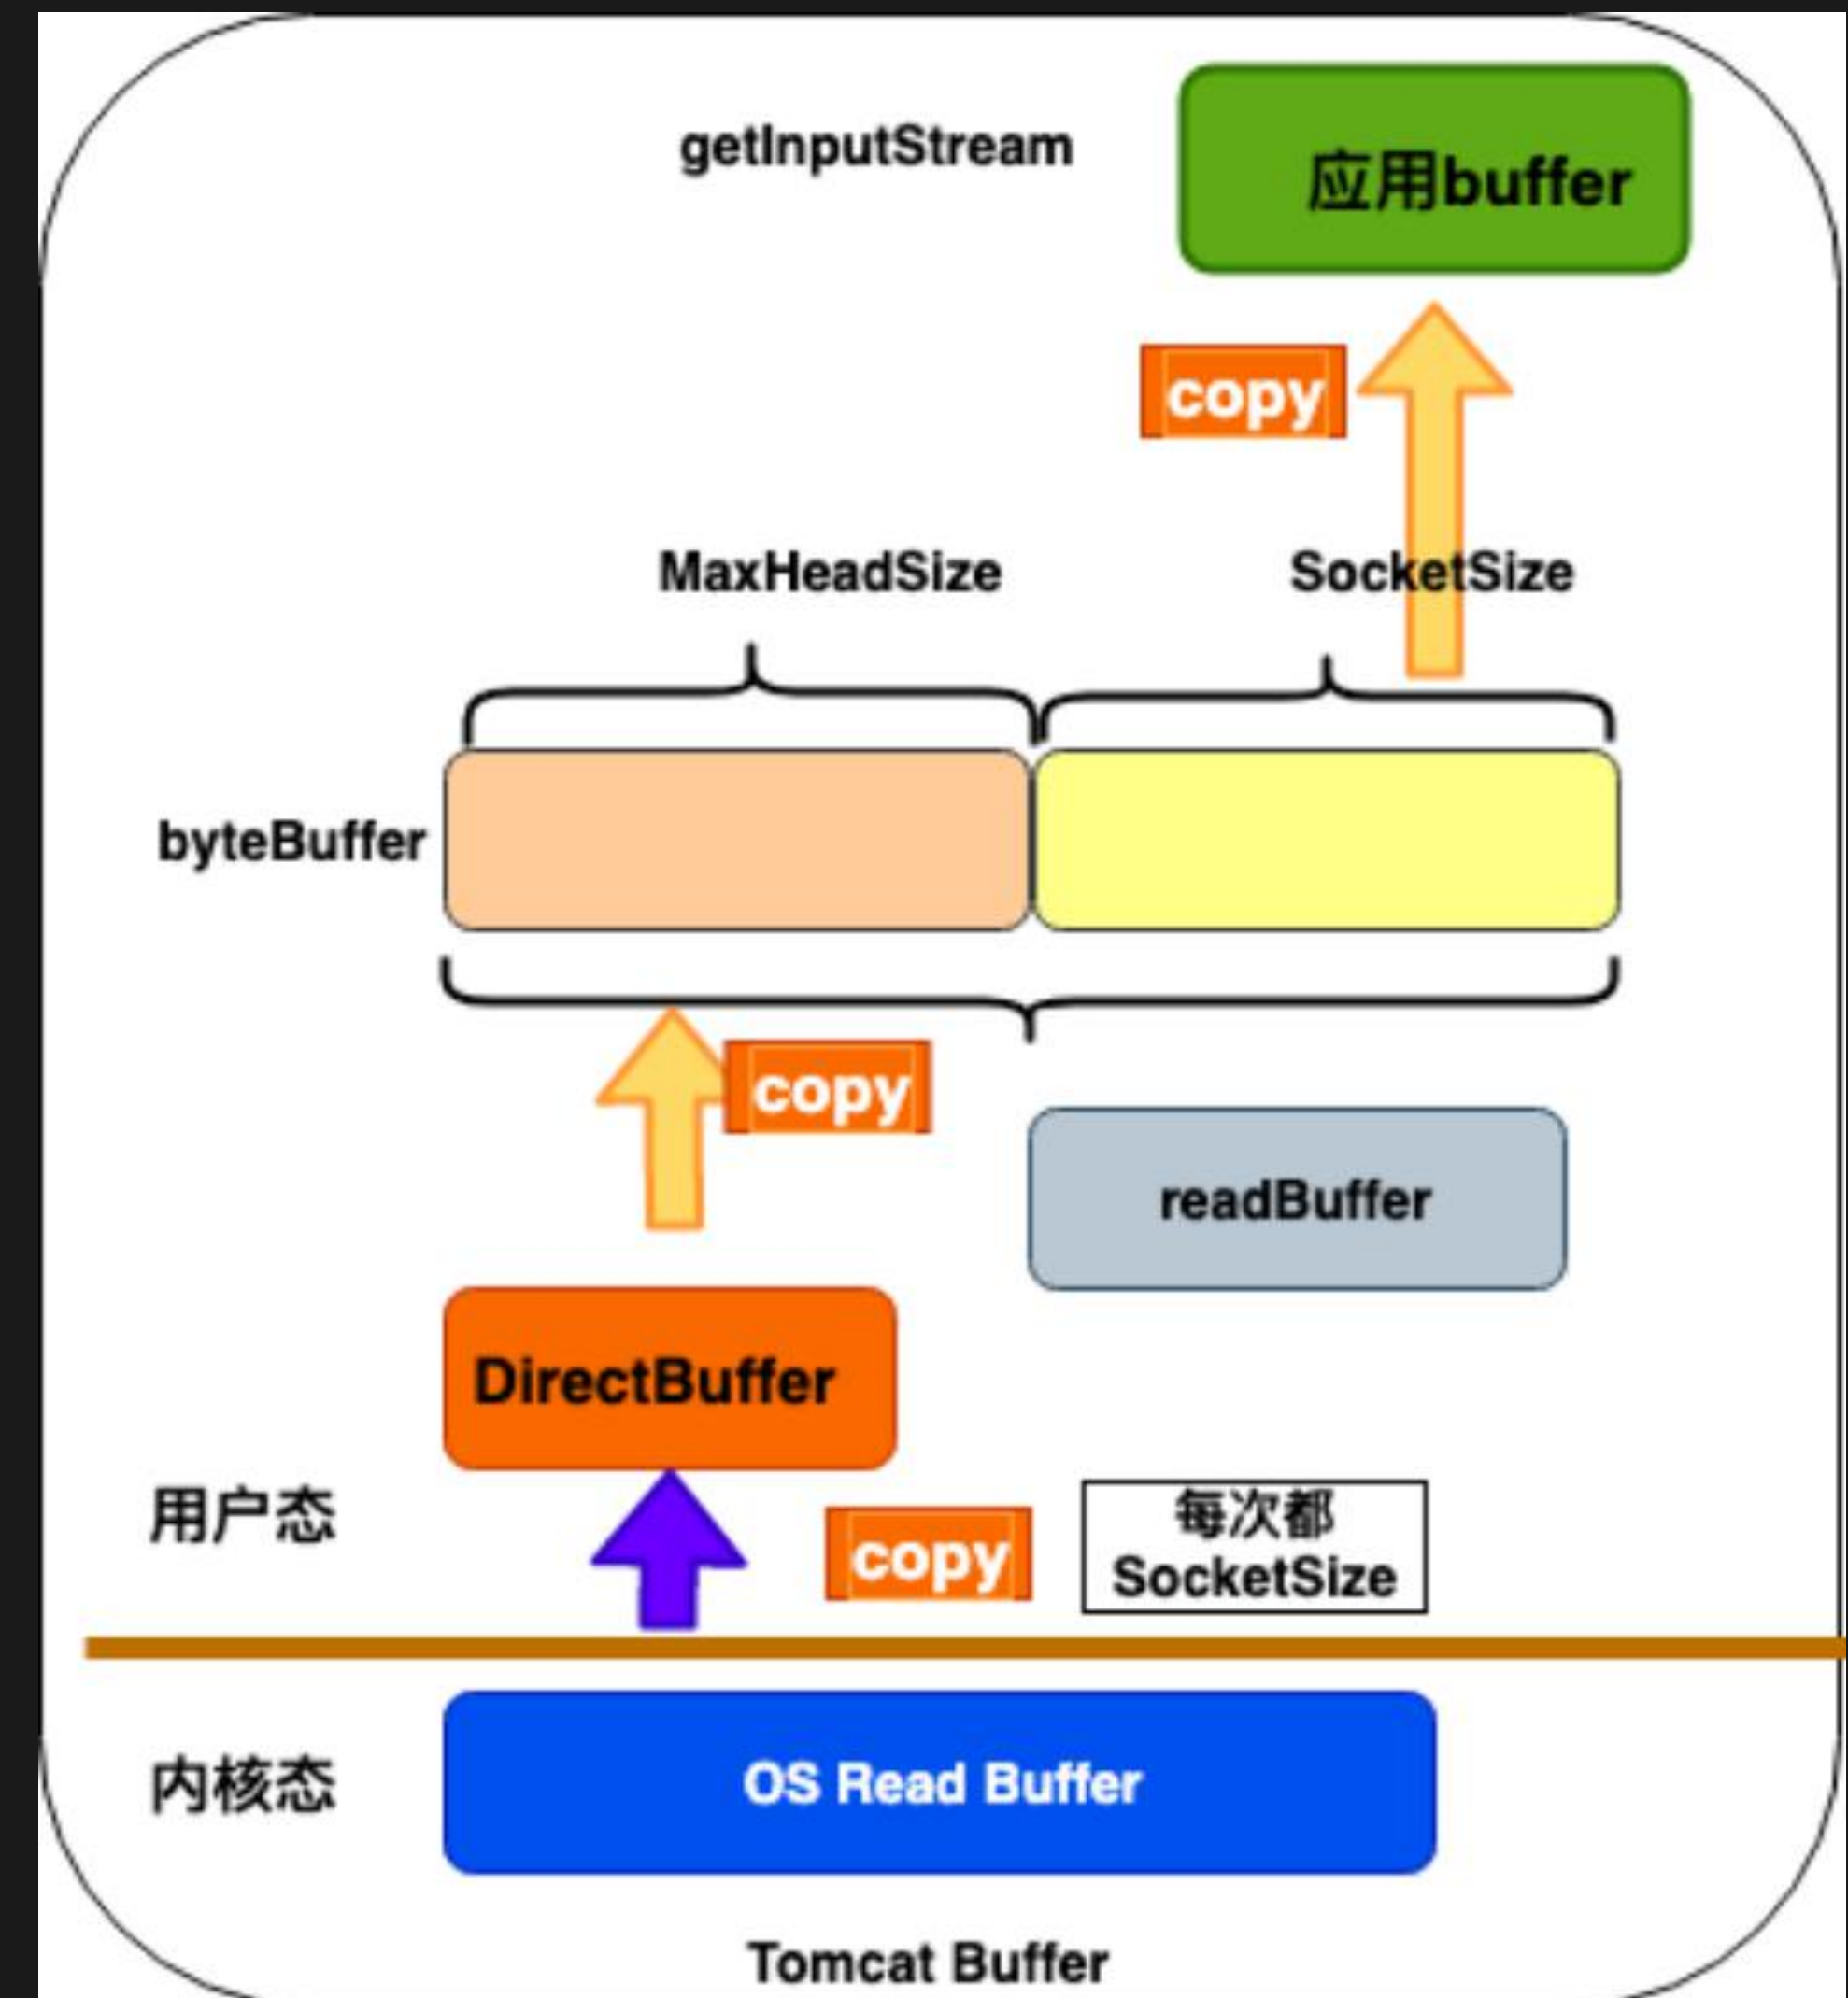 getInputStream
应用buffer
copy
MaxHeadSize
SocketSize
byteBuffer
copy
readBuffer
DirectBuffer
用户态
copy
每次都
SocketSize
内核态
OS Read Buffer
Tomcat Buffer